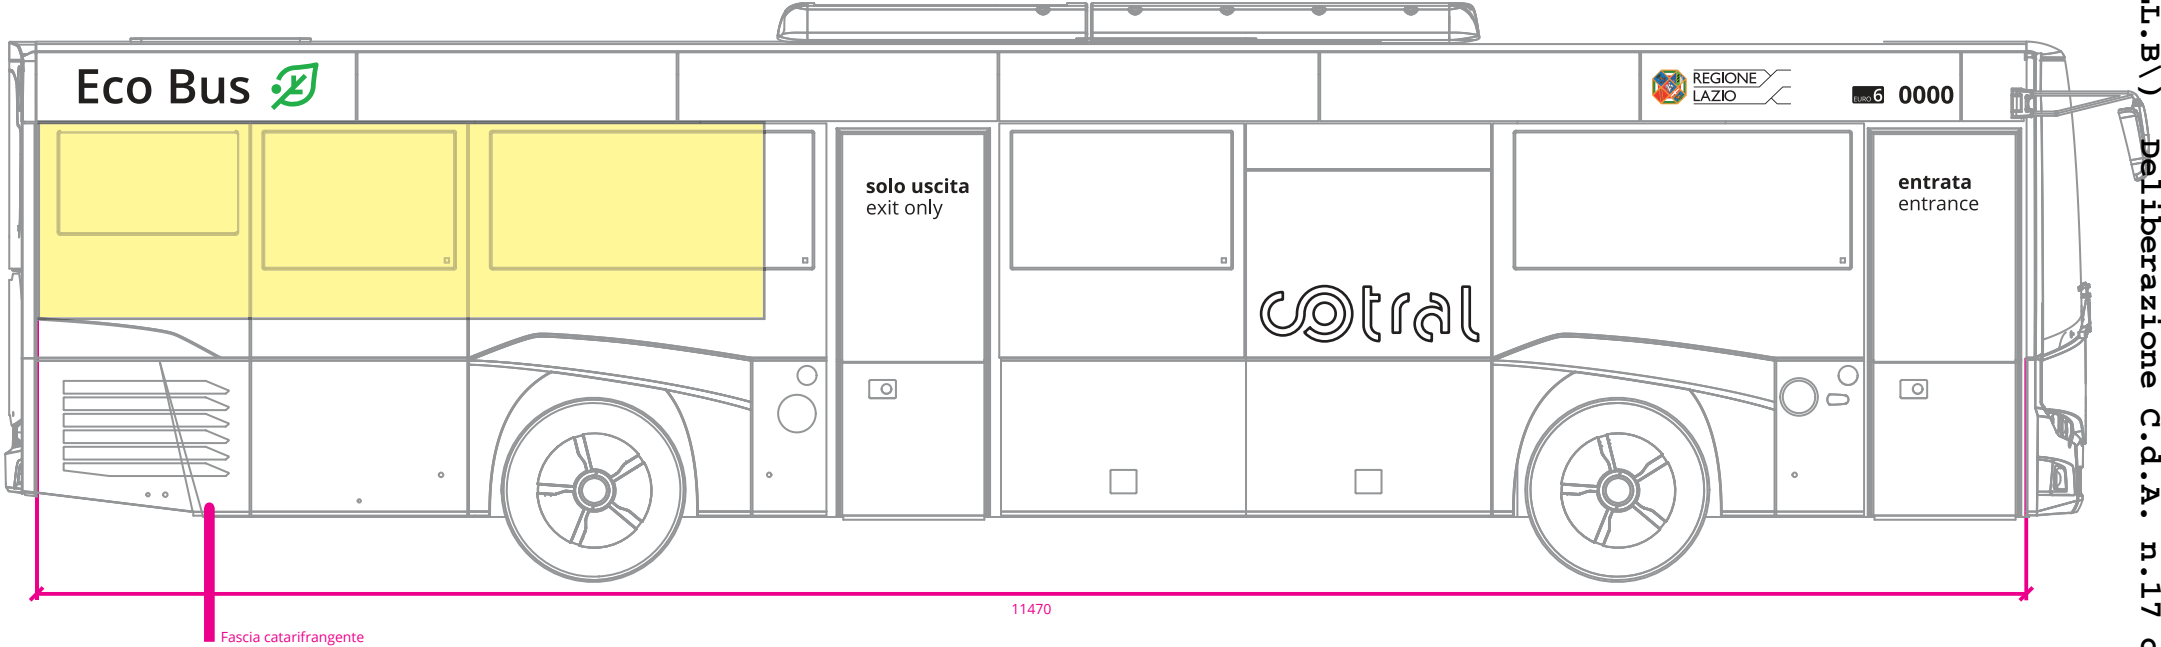 Eco Bus
REGIONE
LAZIO
EURO 6 0000
solo uscita
exit only
entrata
entrance
cotral
11470
Fascia catarifrangente
LL.B\) Deliberazione C.d.A. n.17